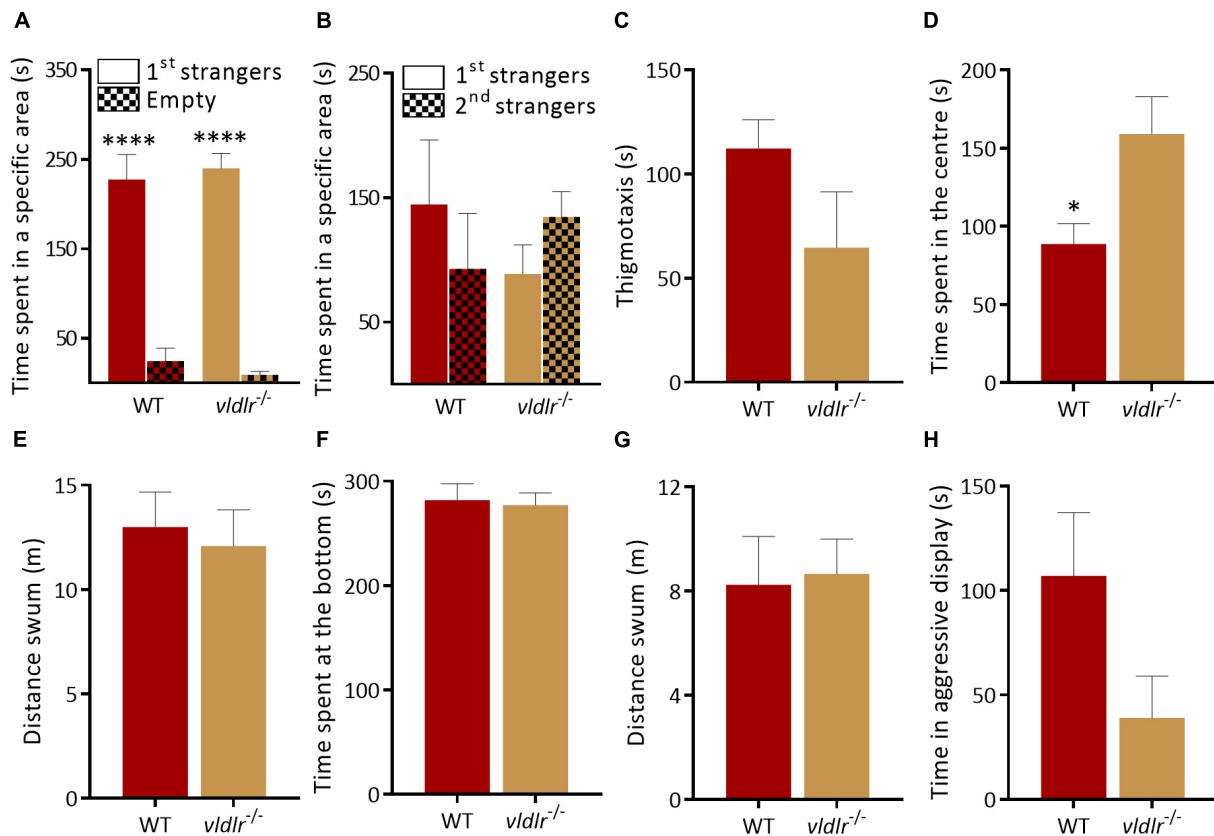 A
Time spent in a specific area (s)
350
250
150
50
1st strangers
Empty
****
****
WT
vldlr-/-
B
Time spent in a specific area (s)
250
150
50
1st strangers
2nd strangers
WT
vldlr-/-
C
Thigmotaxis (s)
150
100
50
0
WT
vldlr-/-
D
Time spent in the centre (s)
200
150
100
50
0
*
WT
vldlr-/-
E
Distance swum (m)
15
10
5
0
WT
vldlr-/-
F
Time spent at the bottom (s)
300
200
100
0
WT
vldlr-/-
G
Distance swum (m)
12
8
4
0
WT
vldlr-/-
H
Time in aggressive display (s)
150
100
50
0
WT
vldlr-/-